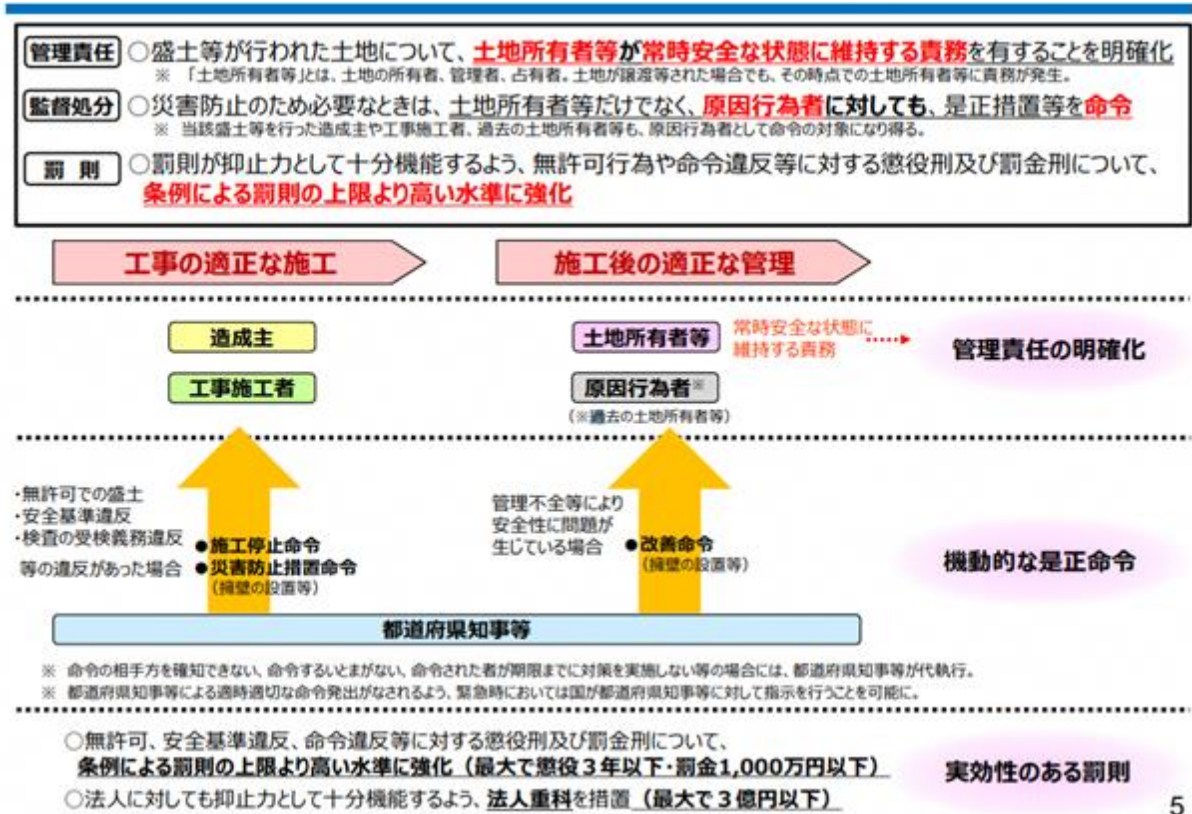 管理責任 ○盛土等が行われた土地について、土地所有者等が常時安全な状態に維持する責務を有することを明確化
※ 「土地所有者等」とは、土地の所有者、管理者、占有者。土地が譲渡等された場合でも、その時点での土地所有者等に責務が発生。
監督処分 ○災害防止のため必要なときは、土地所有者等だけでなく、原因行為者に対しても、是正措置等を命令
※ 当該盛土等を行った造成主や工事施工者、過去の土地所有者等も、原因行為者として命令の対象になり得る。
罰則 ○罰則が抑止力として十分機能するよう、無許可行為や命令違反等に対する懲役刑及び罰金刑について、
条例による罰則の上限より高い水準に強化
工事の適正な施工
施工後の適正な管理
造成主
工事施工者
土地所有者等
常時安全な状態に
維持する責務
原因行為者※
(※過去の土地所有者等)
管理責任の明確化
・無許可での盛土
・安全基準違反
・検査の受検義務違反
等の違反があった場合
●施工停止命令
●災害防止措置命令
(擁壁の設置等)
管理不全等により
安全性に問題が
生じている場合
●改善命令
(擁壁の設置等)
機動的な是正命令
都道府県知事等
※ 命令の相手方を確知できない、命令するいとまがない、命令された者が期限までに対策を実施しない等の場合には、都道府県知事等が代執行。
※ 都道府県知事等による適時適切な命令発出がなされるよう、緊急時においては国が都道府県知事等に対して指示を行うことを可能に。
○無許可、安全基準違反、命令違反等に対する懲役刑及び罰金刑について、
条例による罰則の上限より高い水準に強化(最大で懲役3年以下・罰金1,000万円以下)
○法人に対しても抑止力として十分機能するよう、法人重科を措置(最大で3億円以下)
実効性のある罰則
5